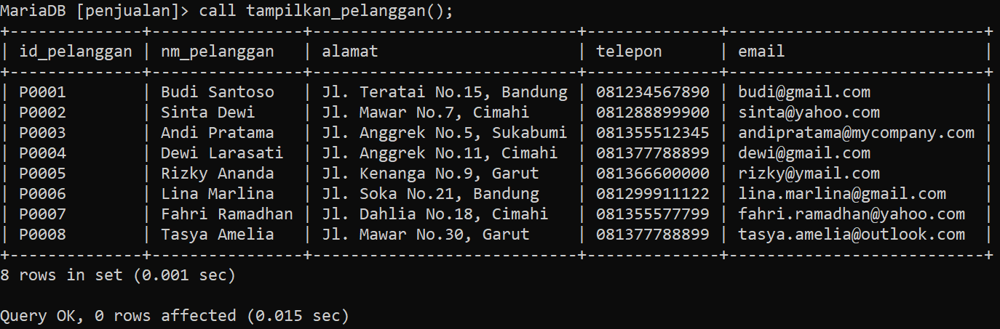 MariaDB [penjualan]> call tampilkan_pelanggan();
+--------------+----------------+----------------------------+--------------+---------------------------+
| id_pelanggan | nm_pelanggan   | alamat                     | telepon      | email                     |
+--------------+----------------+----------------------------+--------------+---------------------------+
| P0001        | Budi Santoso   | Jl. Teratai No.15, Bandung | 081234567890 | budi@gmail.com            |
| P0002        | Sinta Dewi     | Jl. Mawar No.7, Cimahi     | 081288899900 | sinta@yahoo.com           |
| P0003        | Andi Pratama   | Jl. Anggrek No.5, Sukabumi | 081355512345 | andipratama@mycompany.com |
| P0004        | Dewi Larasati  | Jl. Anggrek No.11, Cimahi  | 081377788899 | dewi@gmail.com            |
| P0005        | Rizky Ananda   | Jl. Kenanga No.9, Garut    | 081366600000 | rizky@ymail.com           |
| P0006        | Lina Marlina   | Jl. Soka No.21, Bandung    | 081299911122 | lina.marlina@gmail.com    |
| P0007        | Fahri Ramadhan | Jl. Dahlia No.18, Cimahi   | 081355577799 | fahri.ramadhan@yahoo.com  |
| P0008        | Tasya Amelia   | Jl. Mawar No.30, Garut     | 081377788899 | tasya.amelia@outlook.com  |
+--------------+----------------+----------------------------+--------------+---------------------------+
8 rows in set (0.001 sec)

Query OK, 0 rows affected (0.015 sec)